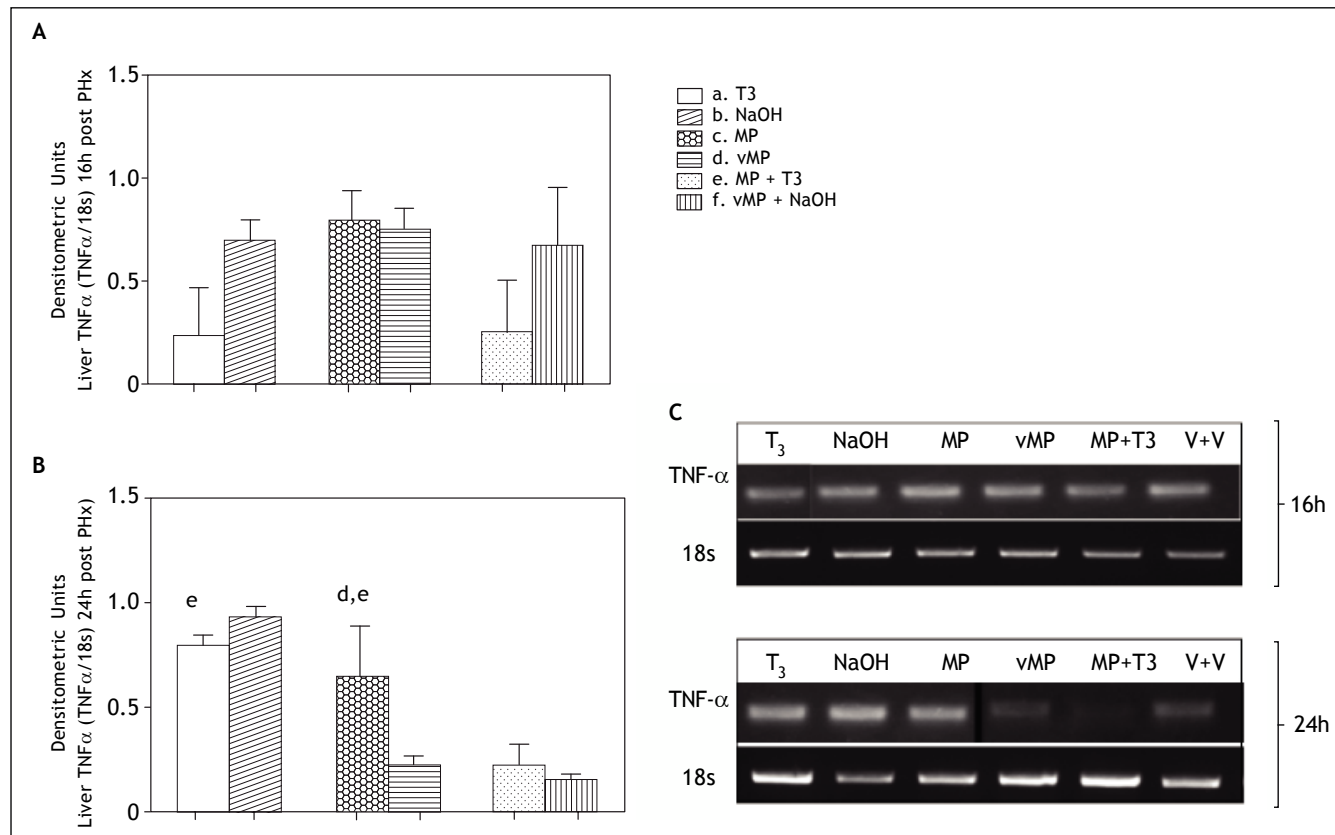 A
Densitometric Units
Liver TNFα (TNFα/18s) 16h post PHx
1.5
1.0
0.5
0
a. T3
b. NaOH
c. MP
d. vMP
e. MP + T3
f. vMP + NaOH
B
Densitometric Units
Liver TNFα (TNFα/18s) 24h post PHx
1.5
1.0
0.5
0
e
d,e
C
T3 NaOH MP vMP MP+T3 V+V
TNF-α
18s
16h
T3 NaOH MP vMP MP+T3 V+V
TNF-α
18s
24h